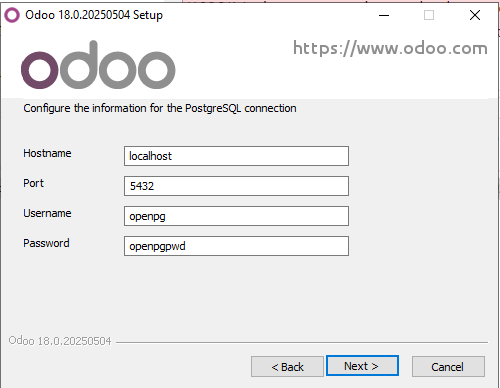 Odoo 18.0.20250504 Setup
odoo
https://www.odoo.com
Configure the information for the PostgreSQL connection
Hostname localhost
Port 5432
Username openpg
Password openpgpwd
Odoo 18.0.20250504
< Back Next > Cancel